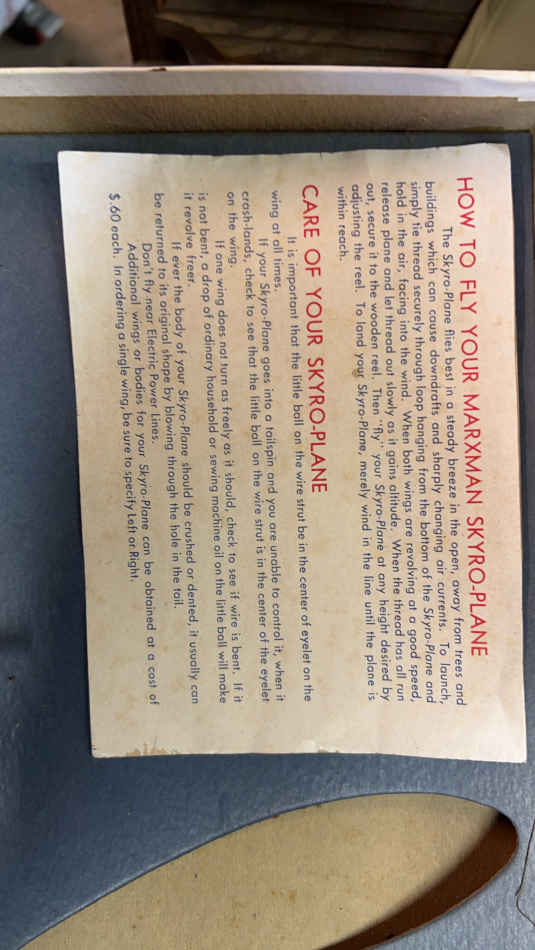 HOW TO FLY YOUR MARXMAN SKYRO-PLANE
The Skyro-Plane flies best in a steady breeze in the open, away from trees and
buildings which can cause downdrafts and sharply changing air currents. To launch,
simply tie thread securely through loop hanging from the bottom of the Skyro-Plane and
hold in the air, facing into the wind. When both wings are revolving at a good speed,
release plane and let thread out slowly as it gains altitude. When the thread has all run
out, secure it to the wooden reel. Then "fly" your Skyro-Plane at any height desired by
adjusting the reel. To land your Skyro-Plane, merely wind in the line until the plane is
within reach.
CARE OF YOUR SKYRO-PLANE
It is important that the little ball on the wire strut be in the center of eyelet on the
wing at all times.
If your Skyro-Plane goes into a tailspin and you are unable to control it, when it
crash-lands, check to see that the little ball on the wire strut is in the center of the eyelet
on the wing.
If one wing does not turn as freely as it should, check to see if wire is bent. If it
is not bent, a drop of ordinary household or sewing machine oil on the little ball will make
it revolve freer.
If ever the body of your Skyro-Plane should be crushed or dented, it usually can
be returned to its original shape by blowing through the hole in the tail.
Don't fly near Electric Power Lines.
Additional wings or bodies for your Skyro-Plane can be obtained at a cost of
$.60 each. In ordering a single wing, be sure to specify Left or Right.